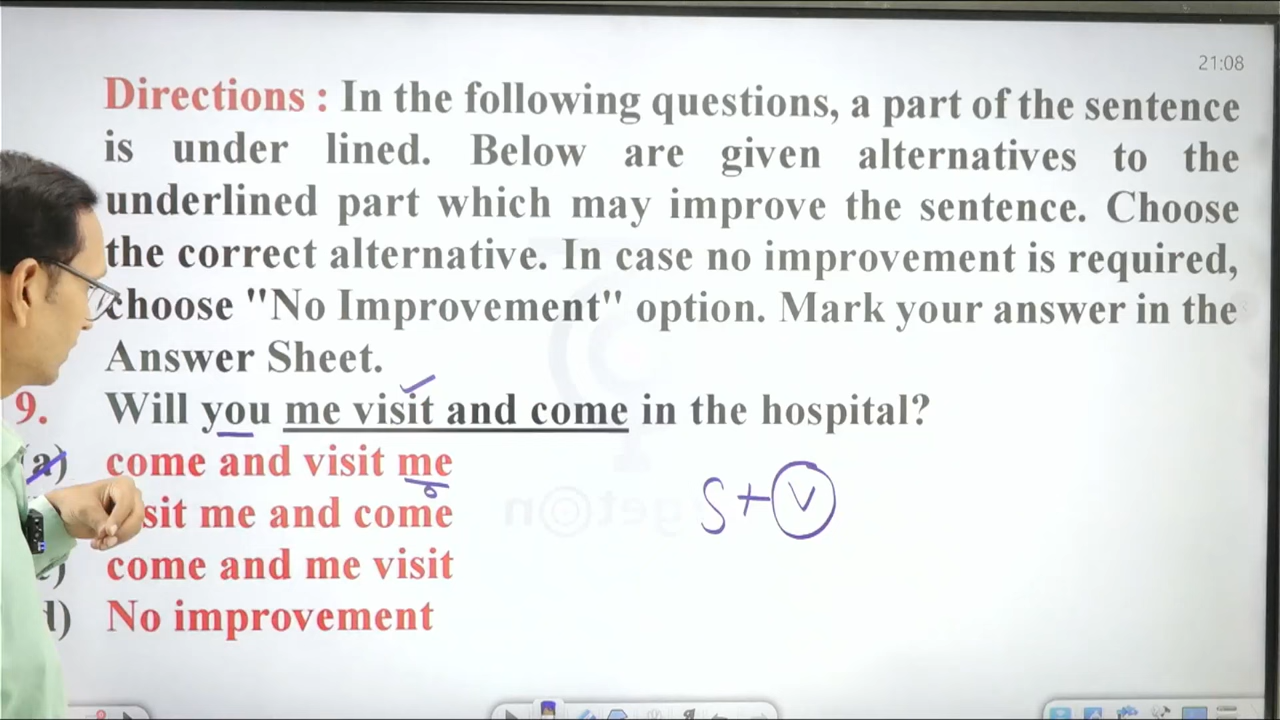 21:08
Directions : In the following questions, a part of the sentence
is under lined. Below are given alternatives to the
underlined part which may improve the sentence. Choose
the correct alternative. In case no improvement is required,
choose "No Improvement" option. Mark your answer in the
Answer Sheet.
9. Will you me visit and come in the hospital?
(a) come and visit me
sit me and come
come and me visit
d) No improvement
S+V